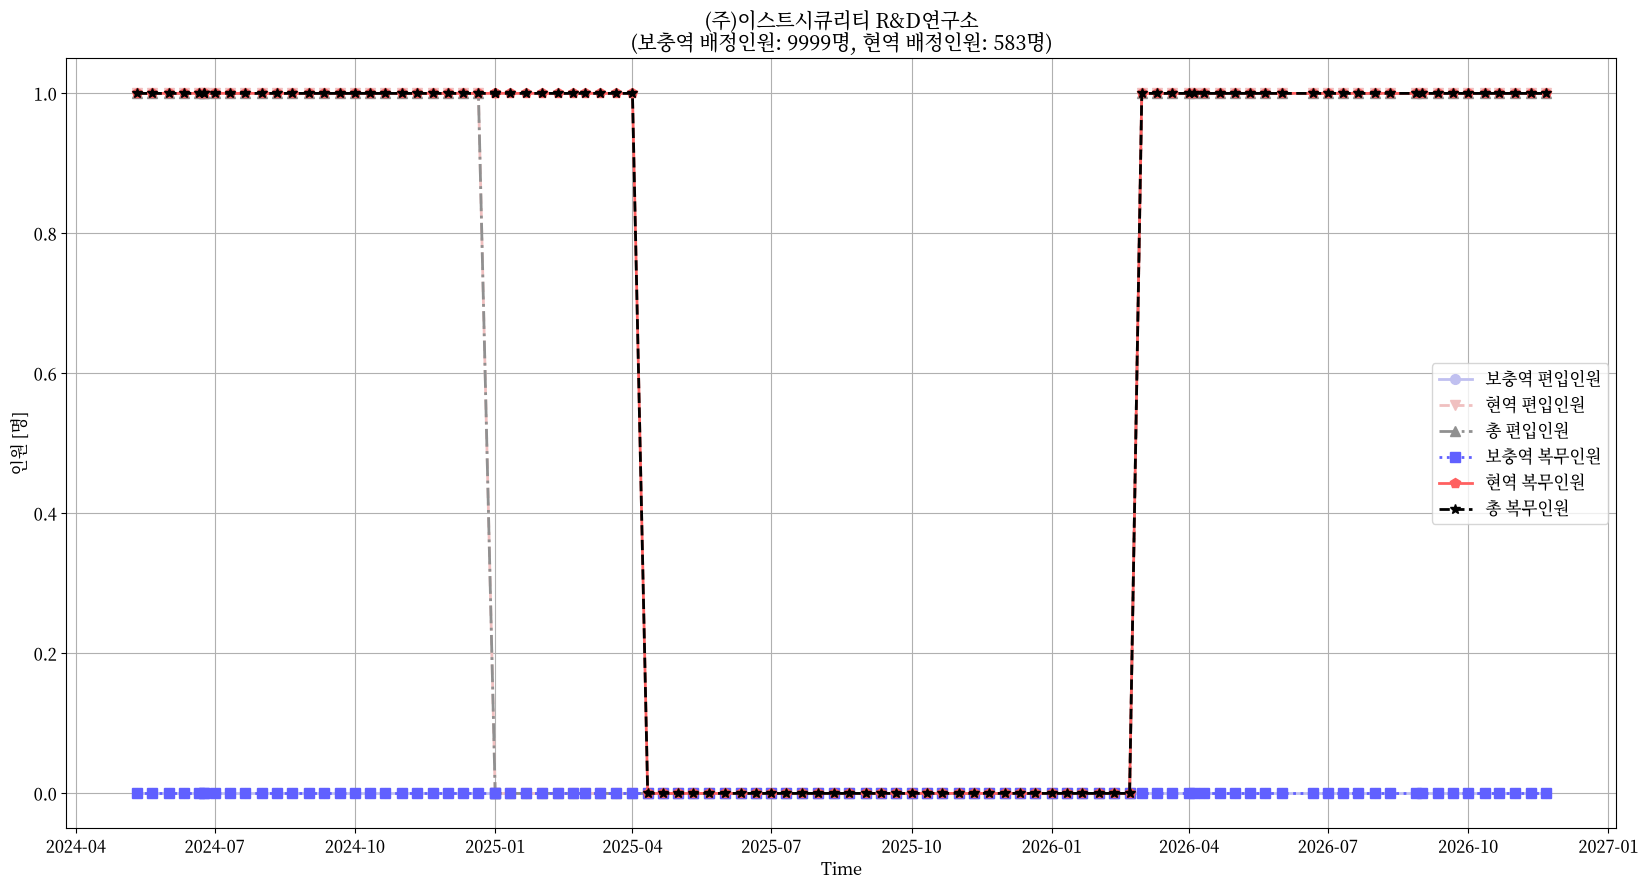 (주)이스트시큐리티 R&D연구소
(보충역 배정인원: 9999명, 현역 배정인원: 583명)
인원 [명]
1.0
0.8
0.6
0.4
0.2
0.0
보충역 편입인원
현역 편입인원
총 편입인원
보충역 복무인원
현역 복무인원
총 복무인원
2024-04 2024-07 2024-10 2025-01 2025-04 2025-07 2025-10 2026-01 2026-04 2026-07 2026-10 2027-01
Time